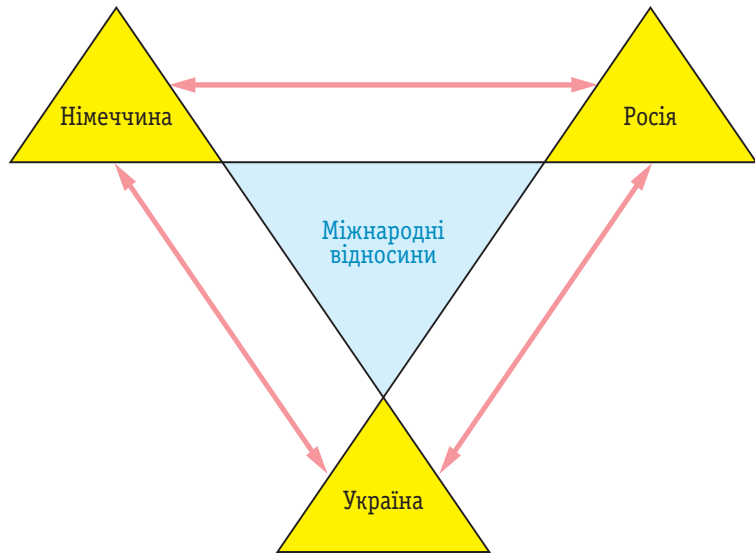 Німеччина
Росія
Міжнародні
відносини
Україна